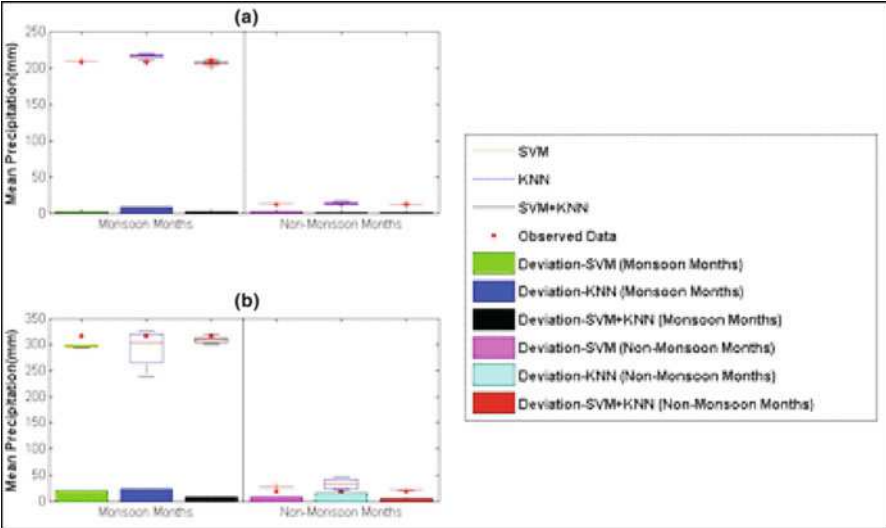 (a)
250
200
150
100
50
0
Mean Precipitation(mm)
Monsoon Months
Non-Monsoon Months
(b)
350
300
250
200
150
100
50
0
Mean Precipitation(mm)
Monsoon Months
Non-Monsoon Months
SVM
KNN
SVM+KNN
Observed Data
Deviation-SVM (Monsoon Months)
Deviation-KNN (Monsoon Months)
Deviation-SVM+KNN (Monsoon Months)
Deviation-SVM (Non-Monsoon Months)
Deviation-KNN (Non-Monsoon Months)
Deviation-SVM+KNN (Non-Monsoon Months)